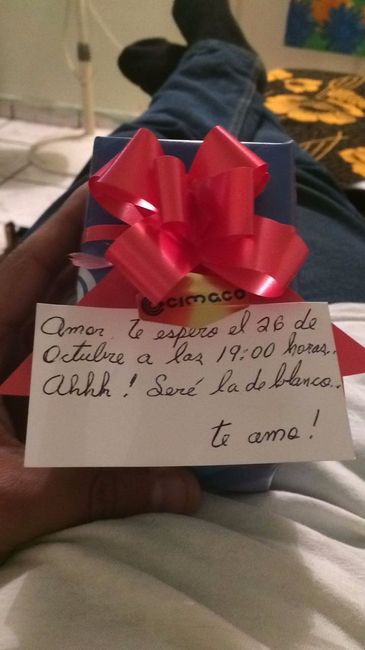 cimaco
Amor, te espero el 26 de
Octubre a las 19:00 horas..
Ahhh! Seré la de blanco..
te amo!